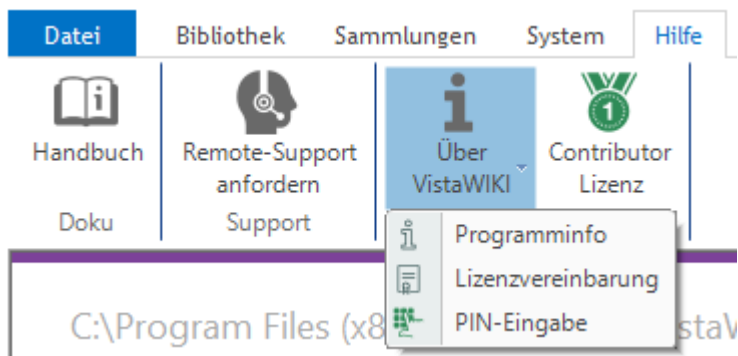 Datei Bibliothek Sammlungen System Hilfe
Handbuch Remote-Support anfordern Über VistaWIKI Contributor Lizenz
Doku Support
Programminfo
Lizenzvereinbarung
PIN-Eingabe
C:\Program Files (x8